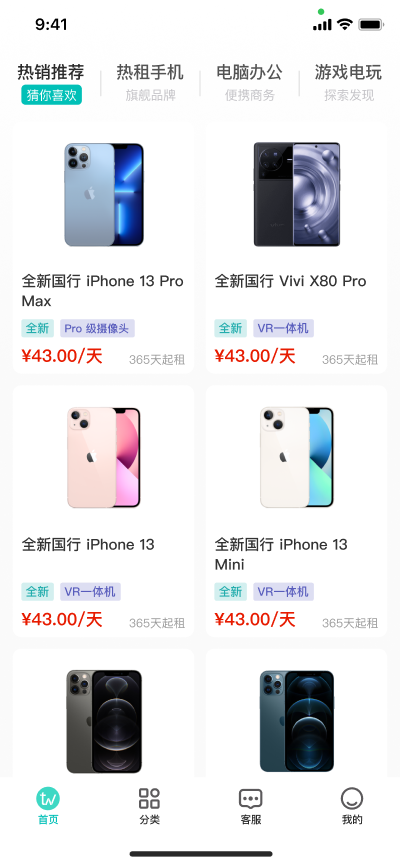 9:41
热销推荐 热租手机 电脑办公 游戏电玩
猜你喜欢 旗舰品牌 便携商务 探索发现
全新国行 iPhone 13 Pro
Max
全新 Pro 级摄像头
¥43.00/天 365天起租
全新国行 Vivi X80 Pro
全新 VR一体机
¥43.00/天 365天起租
全新国行 iPhone 13
全新 VR一体机
¥43.00/天 365天起租
全新国行 iPhone 13
Mini
全新 VR一体机
¥43.00/天 365天起租
tw
首页 分类 客服 我的